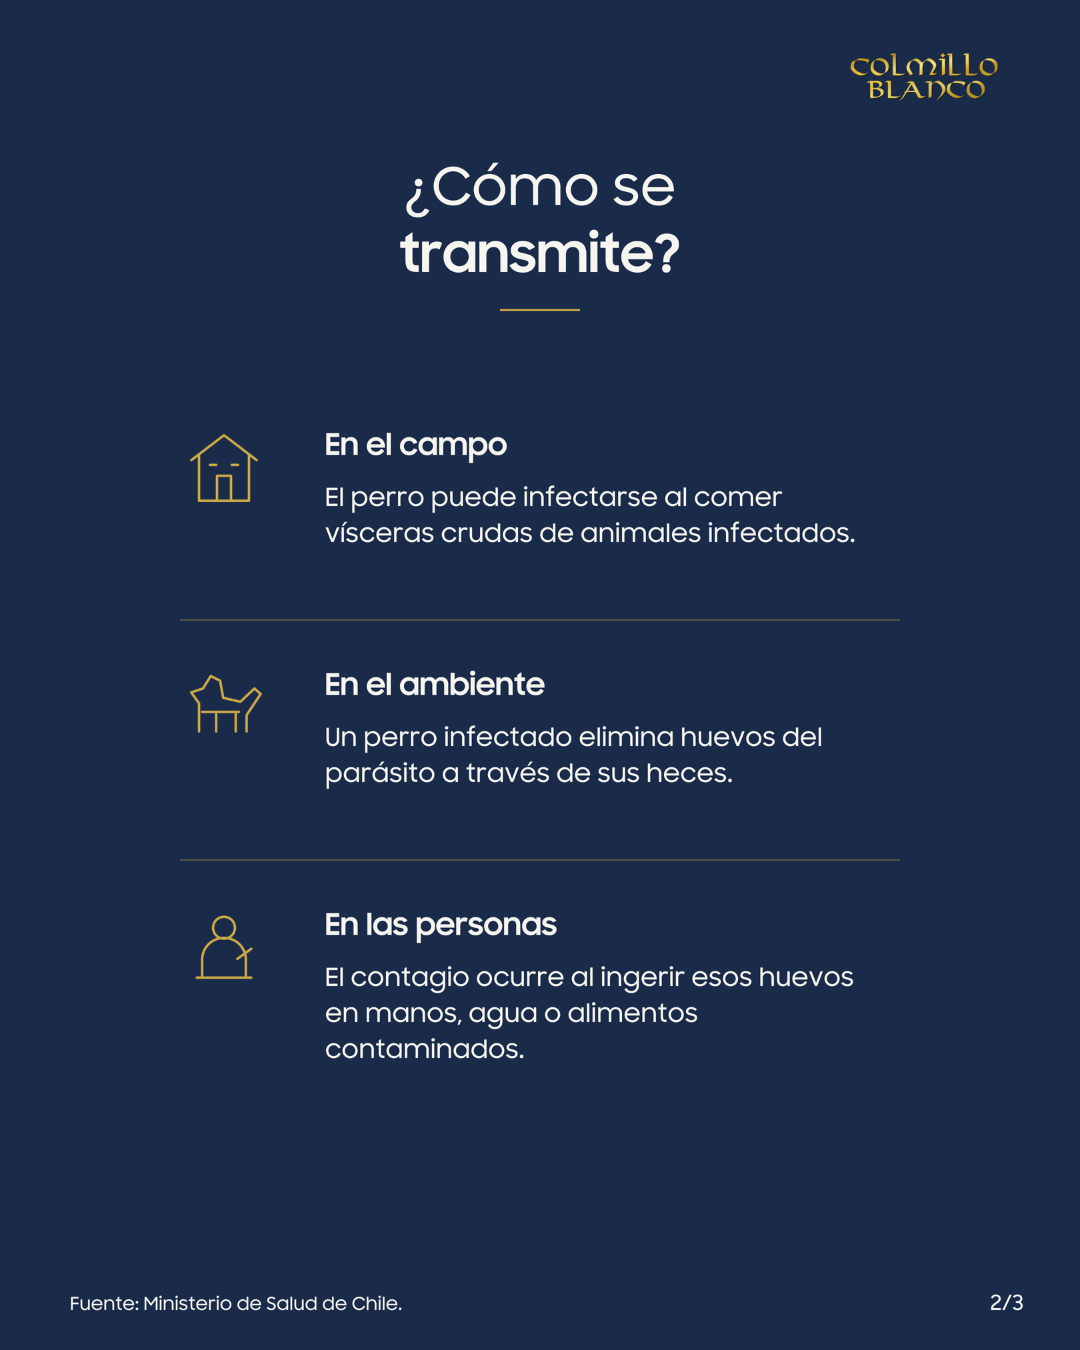 COLMILLO
BLANCO
¿Cómo se
transmite?
En el campo
El perro puede infectarse al comer
vísceras crudas de animales infectados.
En el ambiente
Un perro infectado elimina huevos del
parásito a través de sus heces.
En las personas
El contagio ocurre al ingerir esos huevos
en manos, agua o alimentos
contaminados.
Fuente: Ministerio de Salud de Chile.
2/3